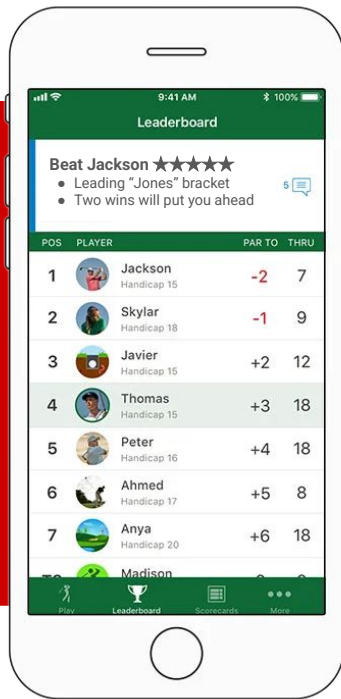 9:41 AM 100%
Leaderboard
Beat Jackson ★★★★★
● Leading “Jones” bracket
● Two wins will put you ahead
5
POS PLAYER PAR TO THRU
1 Jackson -2 7
Handicap 15
2 Skylar -1 9
Handicap 18
3 Javier +2 12
Handicap 15
4 Thomas +3 18
Handicap 15
5 Peter +4 18
Handicap 16
6 Ahmed +5 8
Handicap 17
7 Anya +6 18
Handicap 20
Madison
Play Leaderboard Scorecards More